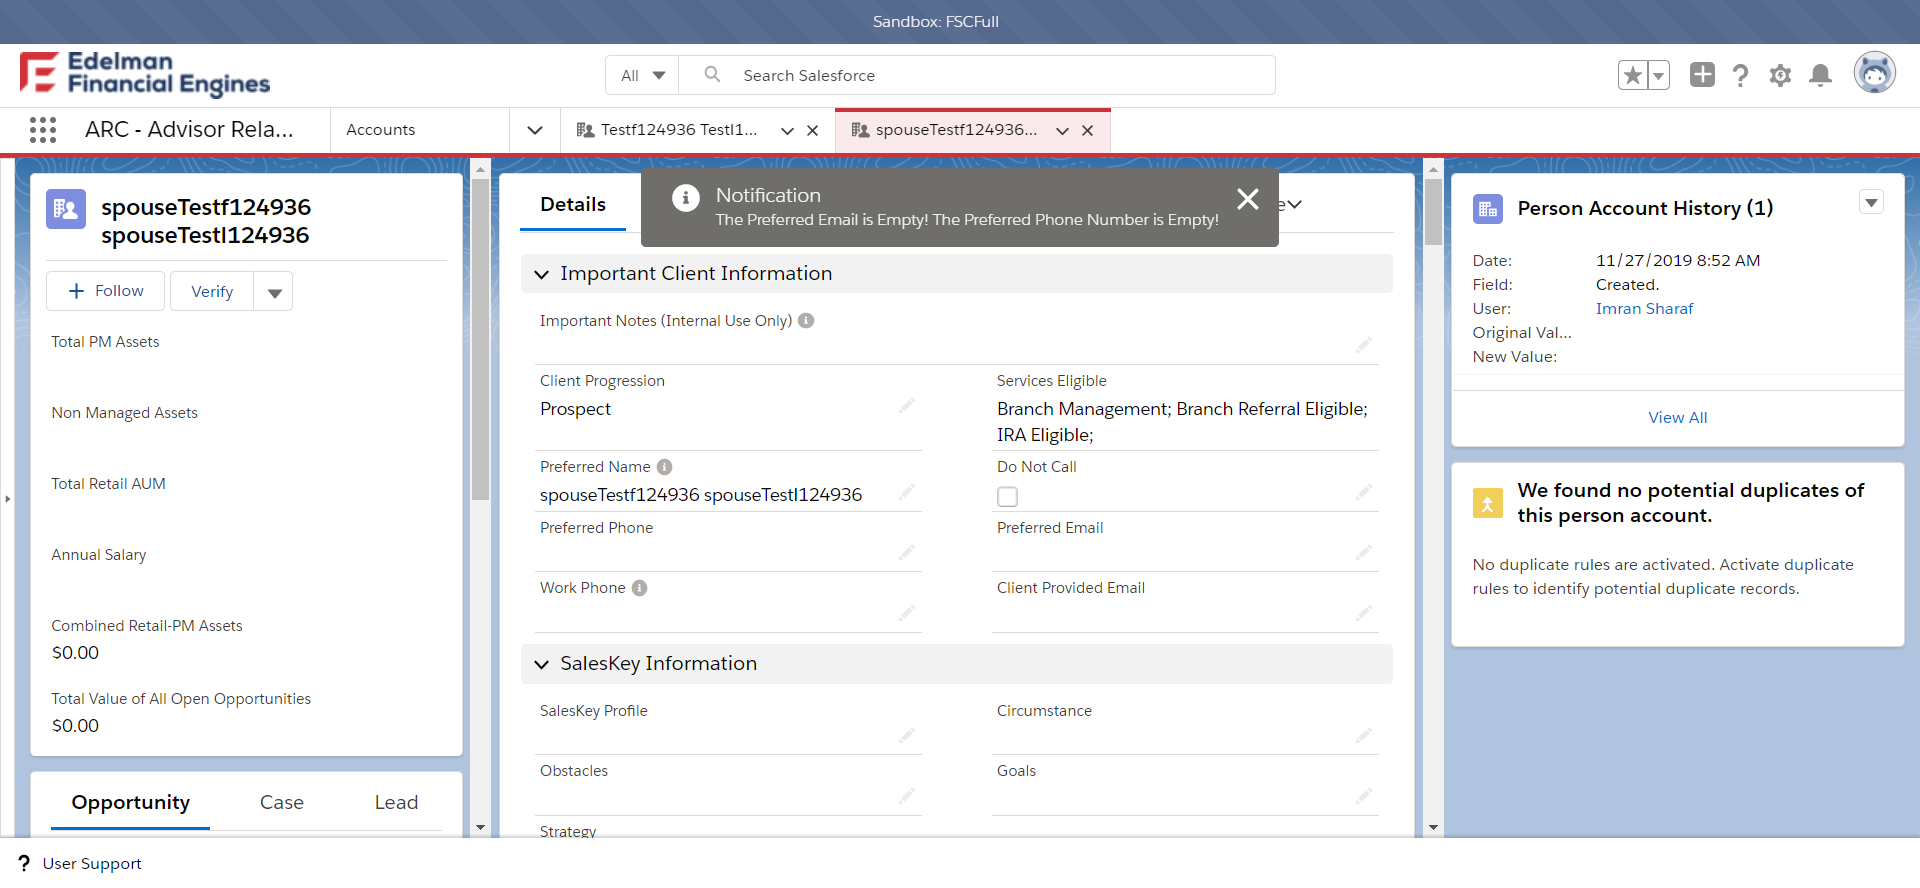 Sandbox: FSCFull
Edelman
Financial Engines
All
Search Salesforce
ARC - Advisor Rela...
Accounts
Testf124936 Testl1...
spouseTestf124936...
spouseTestf124936
spouseTestl124936
Follow
Verify
Total PM Assets
Non Managed Assets
Total Retail AUM
Annual Salary
Combined Retail-PM Assets
$0.00
Total Value of All Open Opportunities
$0.00
Opportunity
Case
Lead
Details
Notification
The Preferred Email is Empty! The Preferred Phone Number is Empty!
Important Client Information
Important Notes (Internal Use Only)
Client Progression
Prospect
Services Eligible
Branch Management; Branch Referral Eligible;
IRA Eligible;
Preferred Name
spouseTestf124936 spouseTestl124936
Do Not Call
Preferred Phone
Preferred Email
Work Phone
Client Provided Email
SalesKey Information
SalesKey Profile
Circumstance
Obstacles
Goals
Strategy
Person Account History (1)
Date: 11/27/2019 8:52 AM
Field: Created.
User: Imran Sharaf
Original Val...
New Value:
View All
We found no potential duplicates of
this person account.
No duplicate rules are activated. Activate duplicate
rules to identify potential duplicate records.
User Support